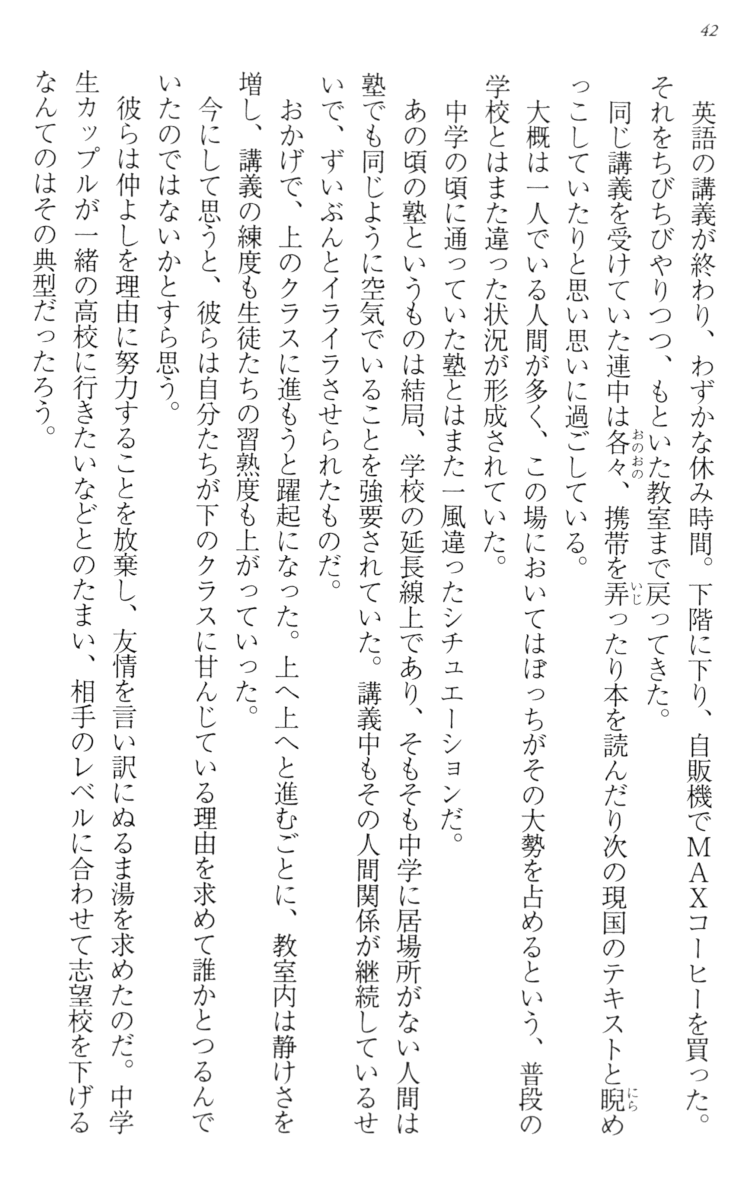 42
英語の講義が終わり、わずかな休み時間。下階に下り、自販機でＭＡＸコーヒーを買った。
それをちびちびやりつつ、もといた教室まで戻ってきた。
同じ講義を受けていた連中は各々、携帯を弄ったり本を読んだり次の現国のテキストと睨め
おのおの
いじ
にら
っこしていたりと思い思いに過ごしている。
大概は一人でいる人間が多く、この場においてはぼっちがその大勢を占めるという、普段の
学校とはまた違った状況が形成されていた。
中学の頃に通っていた塾とはまた一風違ったシチュエーションだ。
あの頃の塾というものは結局、学校の延長線上であり、そもそも中学に居場所がない人間は
塾でも同じように空気でいることを強要されていた。講義中もその人間関係が継続しているせ
いで、ずいぶんとイライラさせられたものだ。
おかげで、上のクラスに進もうと躍起になった。上へ上へと進むごとに、教室内は静けさを
増し、講義の練度も生徒たちの習熟度も上がっていった。
今にして思うと、彼らは自分たちが下のクラスに甘んじている理由を求めて誰かとつるんで
いたのではないかとすら思う。
彼らは仲よしを理由に努力することを放棄し、友情を言い訳にぬるま湯を求めたのだ。中学
生カップルが一緒の高校に行きたいなどとのたまい、相手のレベルに合わせて志望校を下げる
なんてのはその典型だったろう。